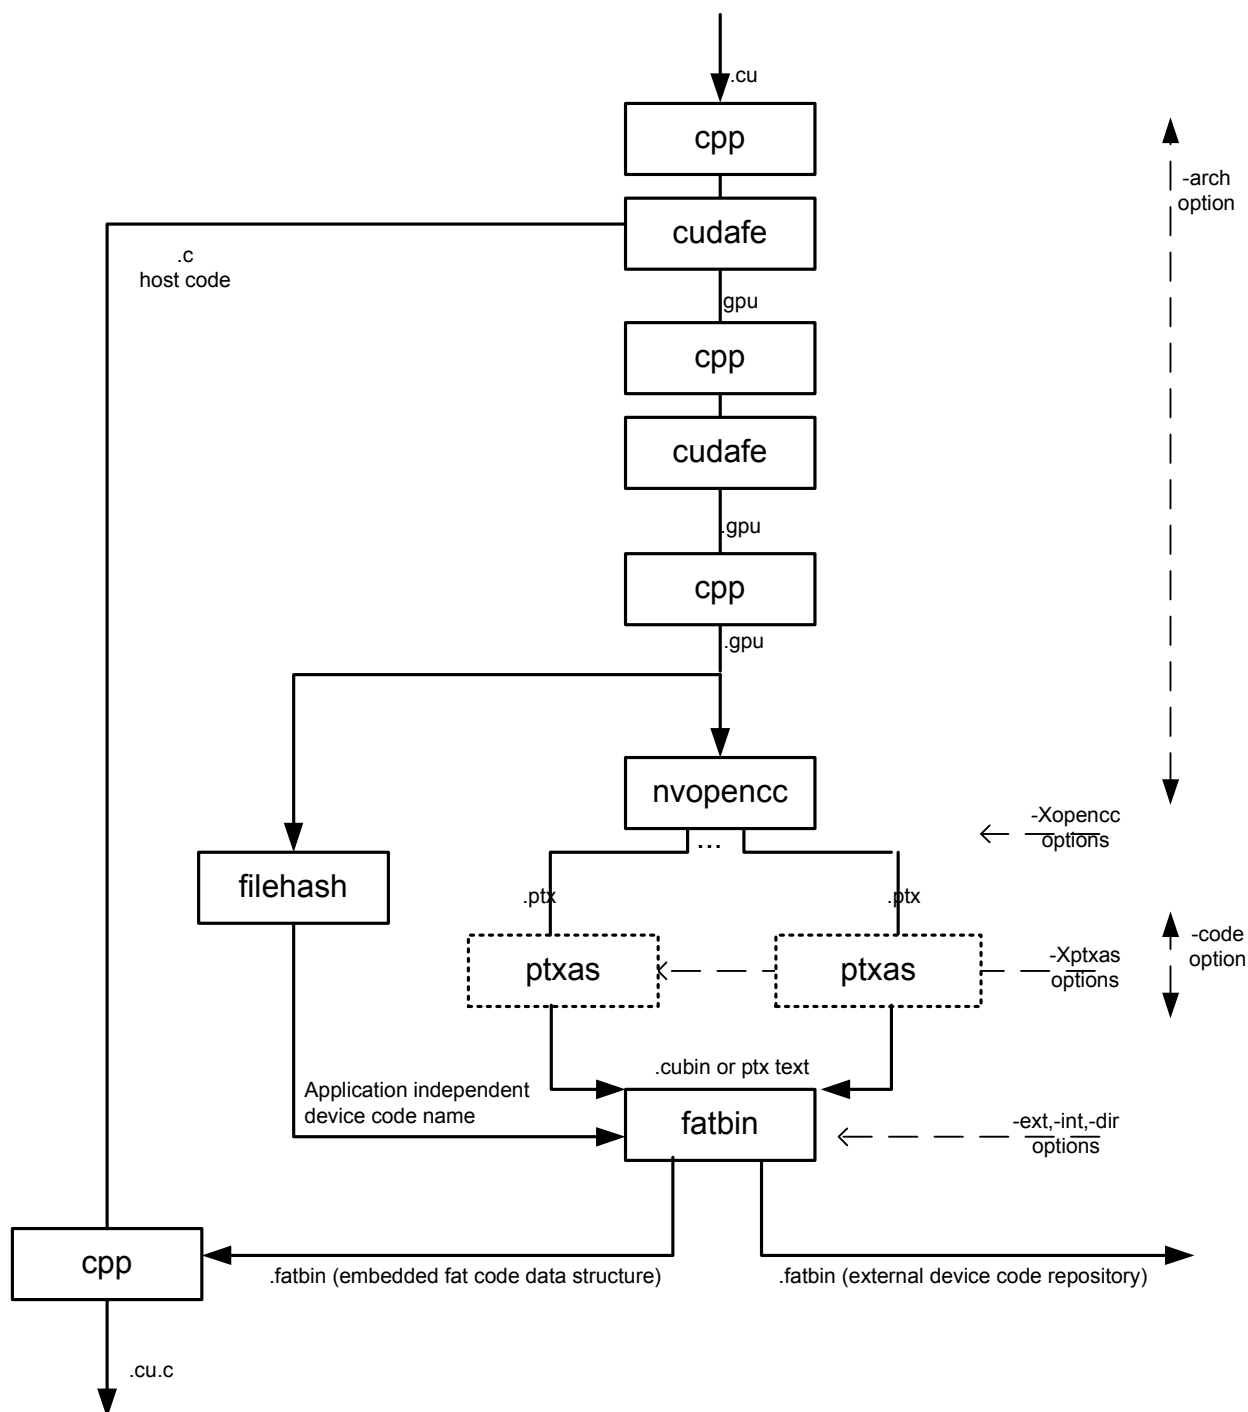 .cu
cpp
-arch
option
cudafe
.c
host code
.gpu
cpp
cudafe
.gpu
cpp
.gpu
nvopencc
-Xopencc
options
...
filehash
.ptx
.ptx
-code
option
ptxas
ptxas
-Xptxas
options
.cubin or ptx text
Application independent
device code name
fatbin
-ext,-int,-dir
options
cpp
.fatbin (embedded fat code data structure)
.fatbin (external device code repository)
.cu.c